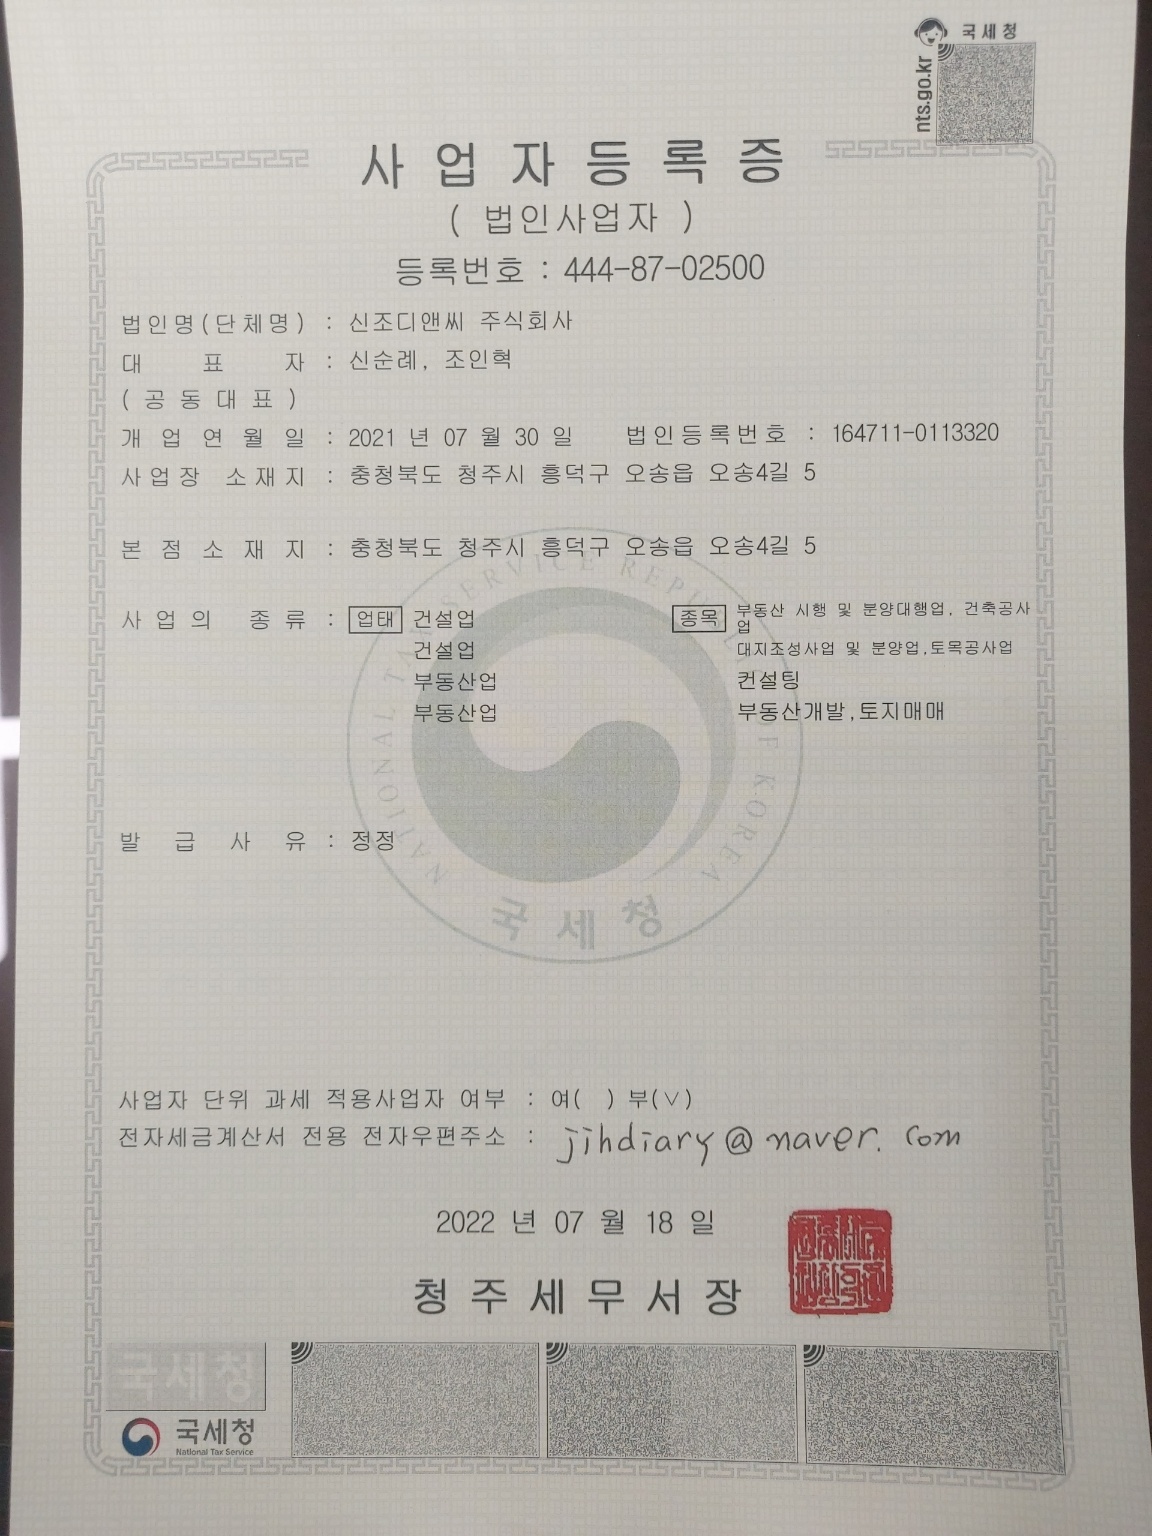 국세청
nts.go.kr
사업자등록증
( 법인사업자 )
등록번호 : 444-87-02500
법인명(단체명) : 신조디앤씨 주식회사
대 표 자 : 신순례, 조인혁
( 공 동 대 표 )
개 업 연 월 일 : 2021 년 07 월 30 일 법인등록번호 : 164711-0113320
사업장 소재지 : 충청북도 청주시 흥덕구 오송읍 오송4길 5
본 점 소 재 지 : 충청북도 청주시 흥덕구 오송읍 오송4길 5
사 업 의 종 류 : 업태 건설업 종목 부동산 시행 및 분양대행업, 건축공사
업
건설업 대지조성사업 및 분양업,토목공사업
부동산업 컨설팅
부동산업 부동산개발,토지매매
NATIONAL TAX SERVICE REPUBLIC OF KOREA
국세청
발 급 사 유 : 정정
사업자 단위 과세 적용사업자 여부 : 여( ) 부(∨)
전자세금계산서 전용 전자우편주소 : jihdiary@naver.com
2022 년 07 월 18 일
청주세무서장
국세청
국세청
National Tax Service